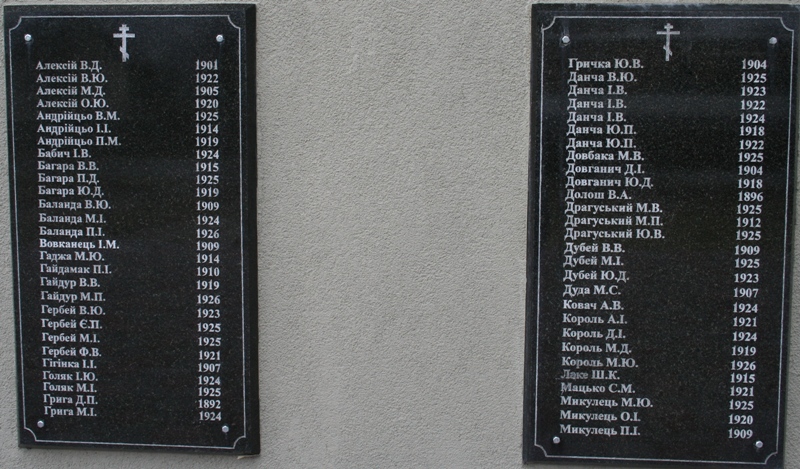 Алексій В.Д. 1901
Алексій В.Ю. 1922
Алексій М.Д. 1905
Алексій О.Ю. 1920
Андрійцьо В.М. 1925
Андрійцьо І.І. 1914
Андрійцьо П.М. 1919
Бабич І.В. 1924
Багара В.В. 1915
Багара П.Д. 1925
Багара Ю.Д. 1919
Баланда В.Ю. 1909
Баланда М.І. 1924
Баланда П.І. 1926
Вовканець І.М. 1909
Гаджа М.Ю. 1914
Гайдамак П.І. 1910
Гайдур В.В. 1919
Гайдур М.П. 1926
Гербей В.Ю. 1923
Гербей Є.П. 1925
Гербей М.І. 1925
Гербей Ф.В. 1921
Гігінка І.І. 1907
Голяк І.Ю. 1924
Голяк М.І. 1925
Грига Д.П. 1892
Грига М.І. 1924
Гричка Ю.В. 1904
Данча В.Ю. 1925
Данча І.В. 1923
Данча І.В. 1922
Данча І.В. 1924
Данча Ю.П. 1918
Данча Ю.П. 1922
Довбака М.В. 1925
Довганич Д.І. 1904
Довганич Ю.Д. 1918
Долош В.А. 1896
Драгуський М.В. 1925
Драгуський М.П. 1912
Драгуський Ю.В. 1925
Дубей В.В. 1909
Дубей М.І. 1925
Дубей Ю.Д. 1923
Дуда М.С. 1907
Ковач А.В. 1924
Король А.І. 1921
Король Д.І. 1924
Король М.Д. 1919
Король М.Ю. 1926
Ш.К. 1915
Мацько С.М. 1921
Микулець М.Ю. 1925
Микулець О.І. 1920
Микулець П.І. 1909